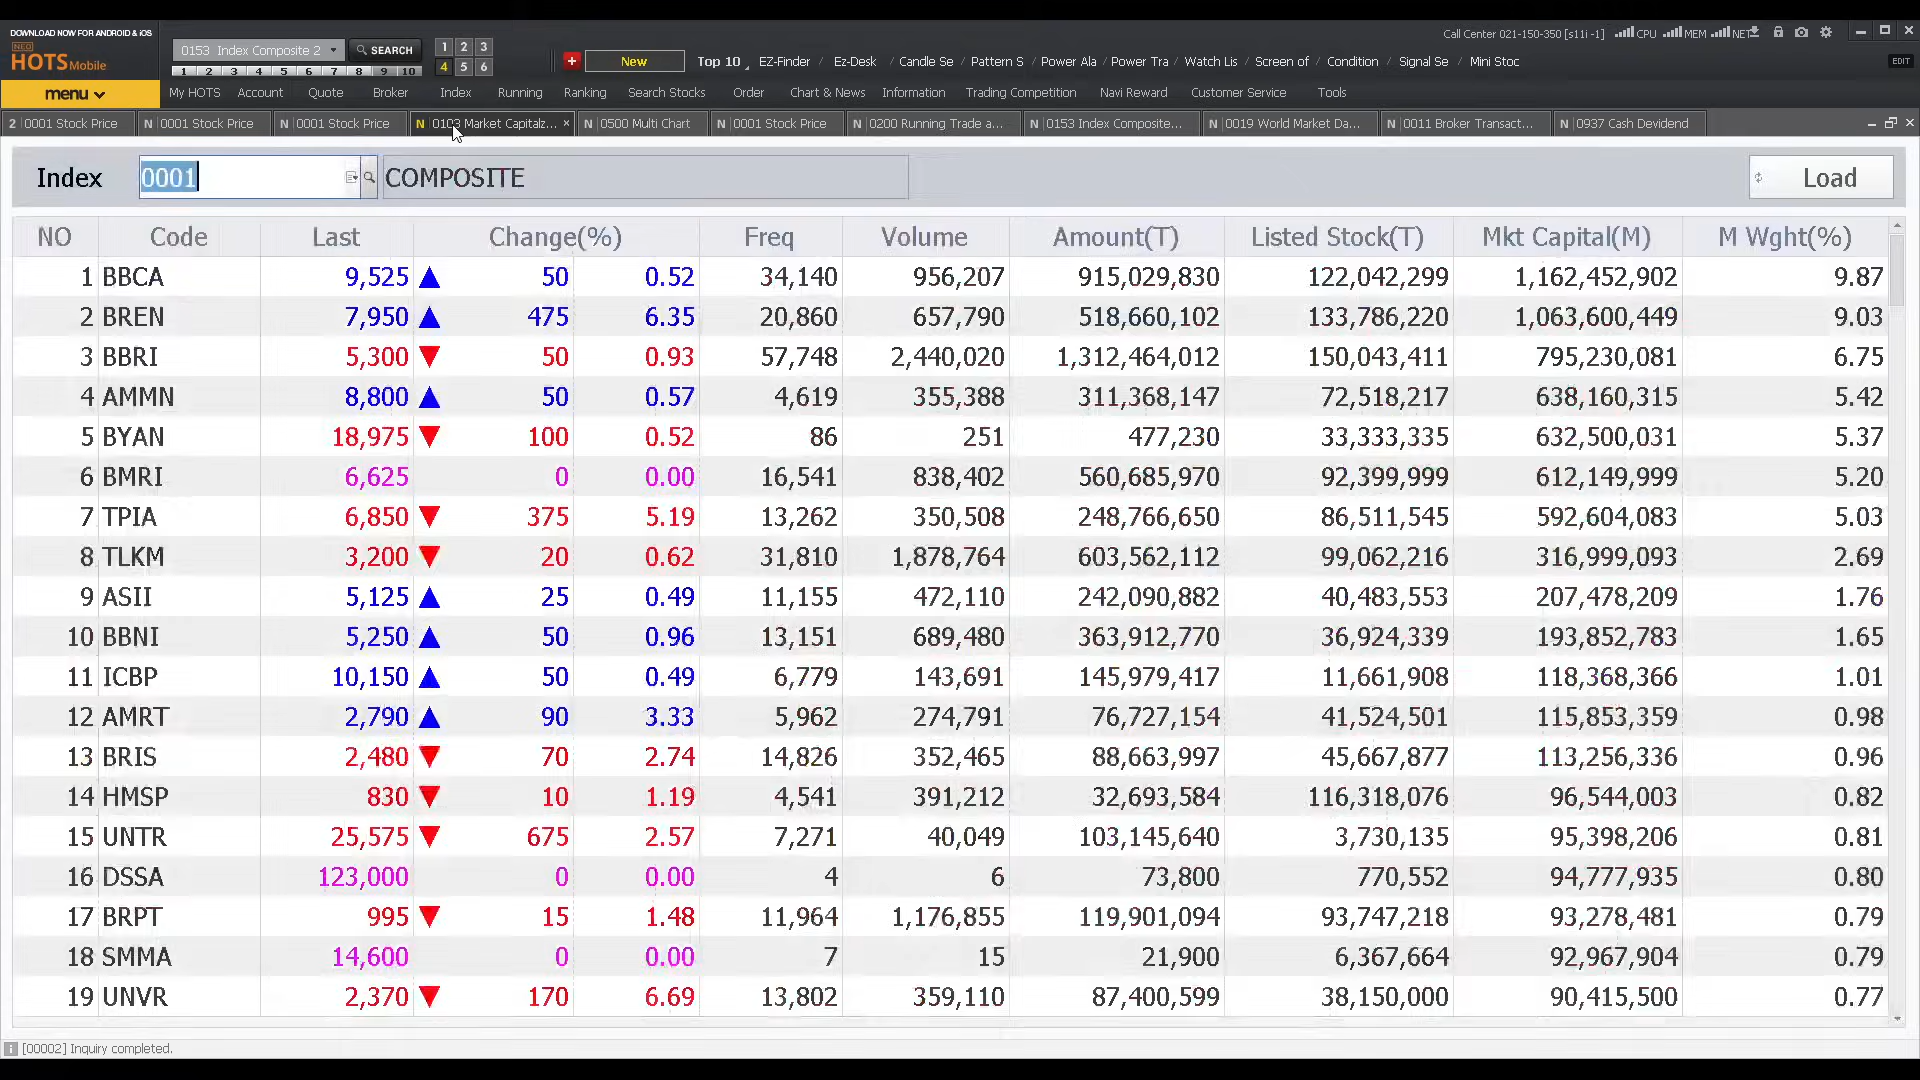 DOWNLOAD NOW FOR ANDROID & iOS
NEO
HOTS Mobile
0153 Index Composite 2
SEARCH
1 2 3
4 5 6
1 2 3 4 5 6 7 8 9 10
New
Top 10
EZ-Finder / Ez-Desk / Candle Se / Pattern S / Power Ala / Power Tra / Watch Lis / Screen of / Condition / Signal Se / Mini Stoc
Call Center 021-150-350 [s11i -1] CPU MEM NET
EDIT
menu
My HOTS Account Quote Broker Index Running Ranking Search Stocks Order Chart & News Information Trading Competition Navi Reward Customer Service Tools
2 0001 Stock Price N 0001 Stock Price N 0001 Stock Price N 0103 Market Capitalz... × N 0500 Multi Chart N 0001 Stock Price N 0200 Running Trade a... N 0153 Index Composite... N 0019 World Market Da... N 0011 Broker Transact... N 0937 Cash Devidend
Index 0001 COMPOSITE Load
NO Code Last Change(%) Freq Volume Amount(T) Listed Stock(T) Mkt Capital(M) M Wght(%)
1 BBCA 9,525 ▲ 50 0.52 34,140 956,207 915,029,830 122,042,299 1,162,452,902 9.87
2 BREN 7,950 ▲ 475 6.35 20,860 657,790 518,660,102 133,786,220 1,063,600,449 9.03
3 BBRI 5,300 ▼ 50 0.93 57,748 2,440,020 1,312,464,012 150,043,411 795,230,081 6.75
4 AMMN 8,800 ▲ 50 0.57 4,619 355,388 311,368,147 72,518,217 638,160,315 5.42
5 BYAN 18,975 ▼ 100 0.52 86 251 477,230 33,333,335 632,500,031 5.37
6 BMRI 6,625 0 0.00 16,541 838,402 560,685,970 92,399,999 612,149,999 5.20
7 TPIA 6,850 ▼ 375 5.19 13,262 350,508 248,766,650 86,511,545 592,604,083 5.03
8 TLKM 3,200 ▼ 20 0.62 31,810 1,878,764 603,562,112 99,062,216 316,999,093 2.69
9 ASII 5,125 ▲ 25 0.49 11,155 472,110 242,090,882 40,483,553 207,478,209 1.76
10 BBNI 5,250 ▲ 50 0.96 13,151 689,480 363,912,770 36,924,339 193,852,783 1.65
11 ICBP 10,150 ▲ 50 0.49 6,779 143,691 145,979,417 11,661,908 118,368,366 1.01
12 AMRT 2,790 ▲ 90 3.33 5,962 274,791 76,727,154 41,524,501 115,853,359 0.98
13 BRIS 2,480 ▼ 70 2.74 14,826 352,465 88,663,997 45,667,877 113,256,336 0.96
14 HMSP 830 ▼ 10 1.19 4,541 391,212 32,693,584 116,318,076 96,544,003 0.82
15 UNTR 25,575 ▼ 675 2.57 7,271 40,049 103,145,640 3,730,135 95,398,206 0.81
16 DSSA 123,000 0 0.00 4 6 73,800 770,552 94,777,935 0.80
17 BRPT 995 ▼ 15 1.48 11,964 1,176,855 119,901,094 93,747,218 93,278,481 0.79
18 SMMA 14,600 0 0.00 7 15 21,900 6,367,664 92,967,904 0.79
19 UNVR 2,370 ▼ 170 6.69 13,802 359,110 87,400,599 38,150,000 90,415,500 0.77
[00002] Inquiry completed.